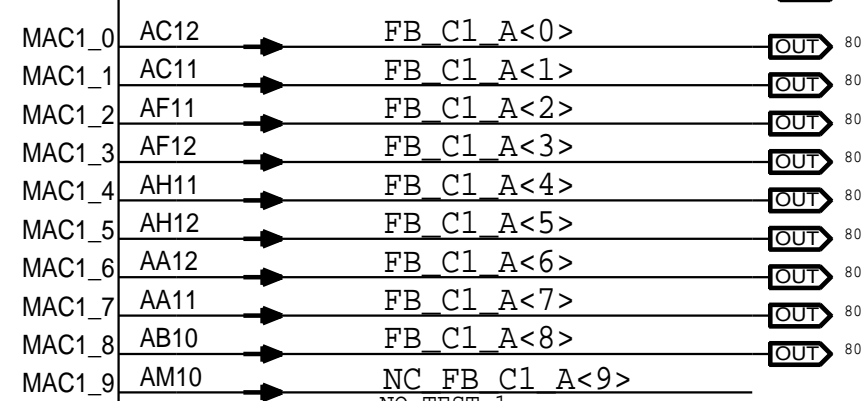 MAC1_0 AC12 FB_C1_A<0> OUT 80
MAC1_1 AC11 FB_C1_A<1> OUT 80
MAC1_2 AF11 FB_C1_A<2> OUT 80
MAC1_3 AF12 FB_C1_A<3> OUT 80
MAC1_4 AH11 FB_C1_A<4> OUT 80
MAC1_5 AH12 FB_C1_A<5> OUT 80
MAC1_6 AA12 FB_C1_A<6> OUT 80
MAC1_7 AA11 FB_C1_A<7> OUT 80
MAC1_8 AB10 FB_C1_A<8> OUT 80
MAC1_9 AM10 NC_FB_C1_A<9>